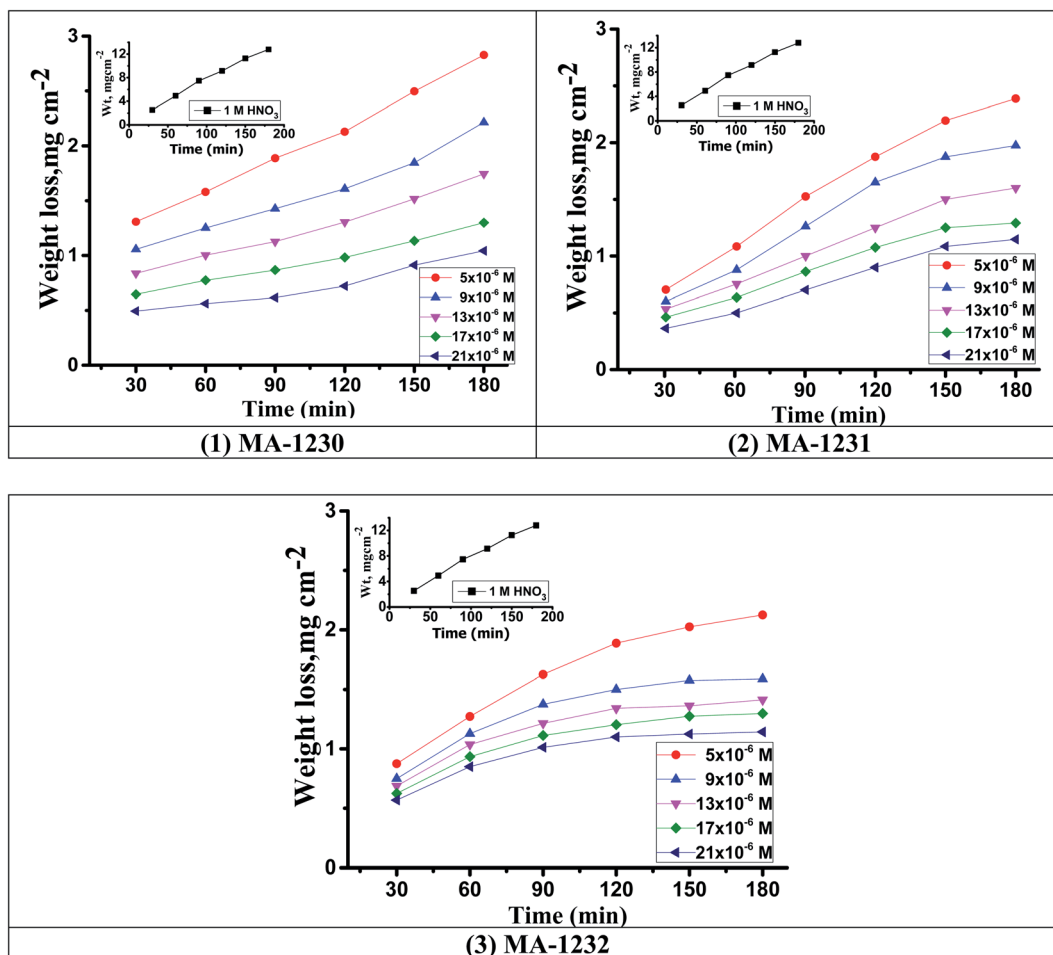 Weight loss,mg cm⁻²
3
2
1
0
Wt, mgcm⁻²
12
8
4
0
0 50 100 150 200
Time (min)
1 M HNO₃
5x10⁻⁶ M
9x10⁻⁶ M
13x10⁻⁶ M
17x10⁻⁶ M
21x10⁻⁶ M
30 60 90 120 150 180
Time (min)
(1) MA-1230
Weight loss,mg cm⁻²
3
2
1
0
Wt, mgcm⁻²
12
8
4
0
0 50 100 150 200
Time (min)
1 M HNO₃
5x10⁻⁶ M
9x10⁻⁶ M
13x10⁻⁶ M
17x10⁻⁶ M
21x10⁻⁶ M
30 60 90 120 150 180
Time (min)
(2) MA-1231
Weight loss,mg cm⁻²
3
2
1
0
Wt, mgcm⁻²
12
8
4
0
0 50 100 150 200
Time (min)
1 M HNO₃
5x10⁻⁶ M
9x10⁻⁶ M
13x10⁻⁶ M
17x10⁻⁶ M
21x10⁻⁶ M
30 60 90 120 150 180
Time (min)
(3) MA-1232